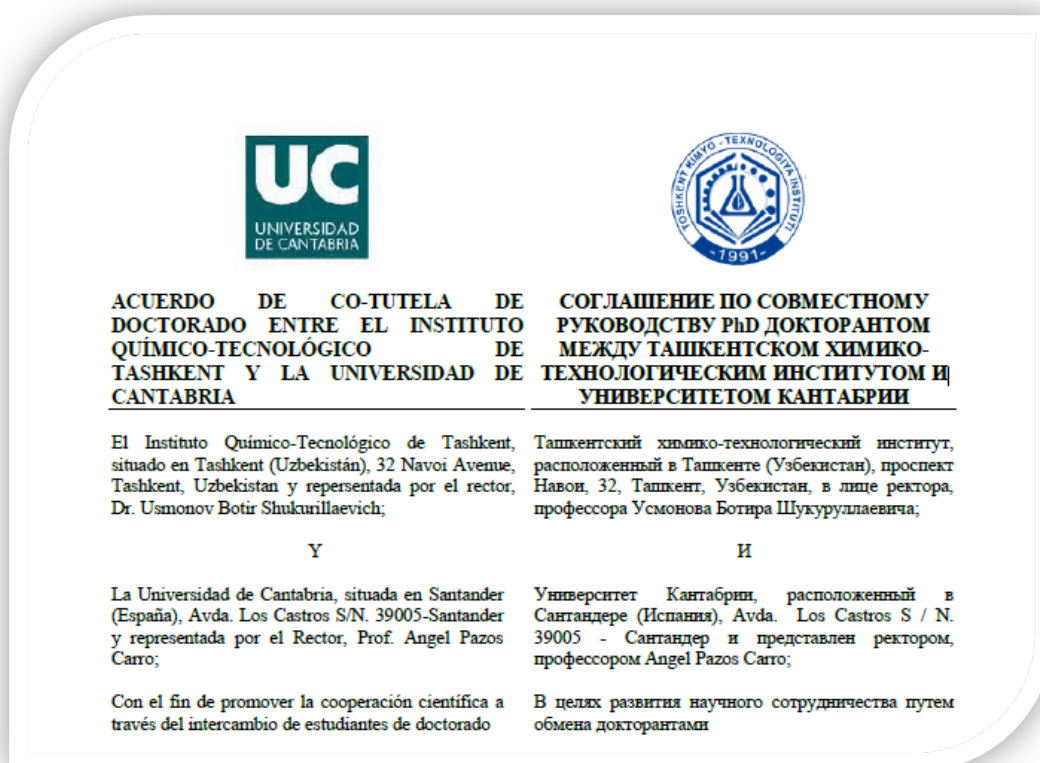 UC
UNIVERSIDAD
DE CANTABRIA
TOSHKENT KIMYO - TEXNOLOGIYA INSTITUTI
-1991-
ACUERDO DE CO-TUTELA DE
DOCTORADO ENTRE EL INSTITUTO
QUÍMICO-TECNOLÓGICO DE
TASHKENT Y LA UNIVERSIDAD DE
CANTABRIA
El Instituto Químico-Tecnológico de Tashkent,
situado en Tashkent (Uzbekistán), 32 Navoi Avenue,
Tashkent, Uzbekistan y repersentada por el rector,
Dr. Usmonov Botir Shukurillaevich;
Y
La Universidad de Cantabria, situada en Santander
(España), Avda. Los Castros S/N. 39005-Santander
y representada por el Rector, Prof. Angel Pazos
Carro;
Con el fin de promover la cooperación científica a
través del intercambio de estudiantes de doctorado
СОГЛАШЕНИЕ ПО СОВМЕСТНОМУ
РУКОВОДСТВУ PhD ДОКТОРАНТОМ
МЕЖДУ ТАШКЕНТСКОМ ХИМИКО-
ТЕХНОЛОГИЧЕСКИМ ИНСТИТУТОМ И
УНИВЕРСИТЕТОМ КАНТАБРИИ
Ташкентский химико-технологический институт,
расположенный в Ташкенте (Узбекистан), проспект
Навои, 32, Ташкент, Узбекистан, в лице ректора,
профессора Усмонова Ботира Шукуруллаевича;
И
Университет Кантабрии, расположенный в
Сантандере (Испания), Avda. Los Castros S / N.
39005 - Сантандер и представлен ректором,
профессором Angel Pazos Carro;
В целях развития научного сотрудничества путем
обмена докторантами